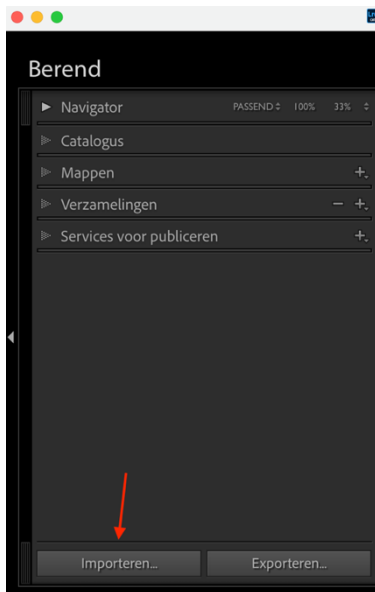 Berend
Navigator PASSEND 100% 33%
Catalogus
Mappen
Verzamelingen
Services voor publiceren
Importeren... Exporteren...